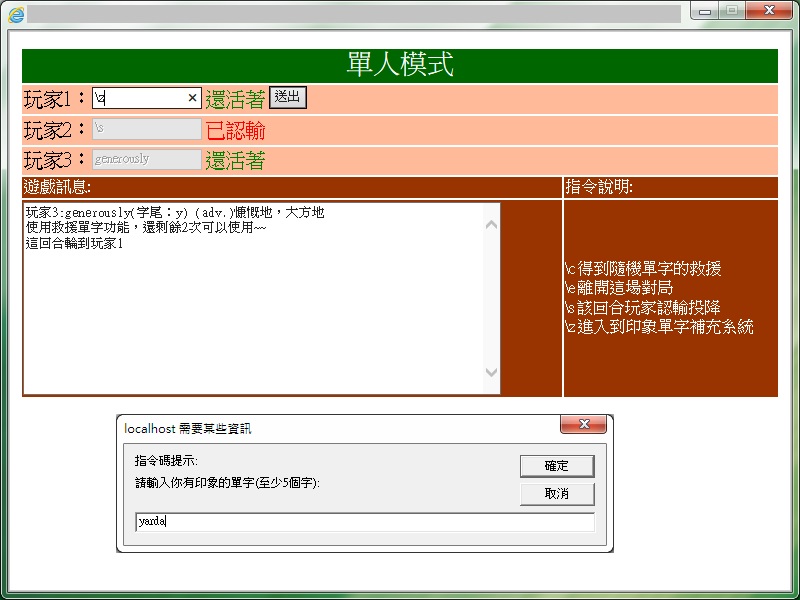 單人模式
玩家1：\z × 還活著 送出
玩家2：\s 已認輸
玩家3：generously 還活著
遊戲訊息:
指令說明:
玩家3:generously(字尾：y) (adv.)慷慨地，大方地
使用救援單字功能，還剩餘2次可以使用~~
這回合輪到玩家1
\c得到隨機單字的救援
\e離開這場對局
\s該回合玩家認輸投降
\z進入到印象單字補充系統
localhost 需要某些資訊
指令碼提示:
確定
請輸入你有印象的單字(至少5個字):
取消
yarda